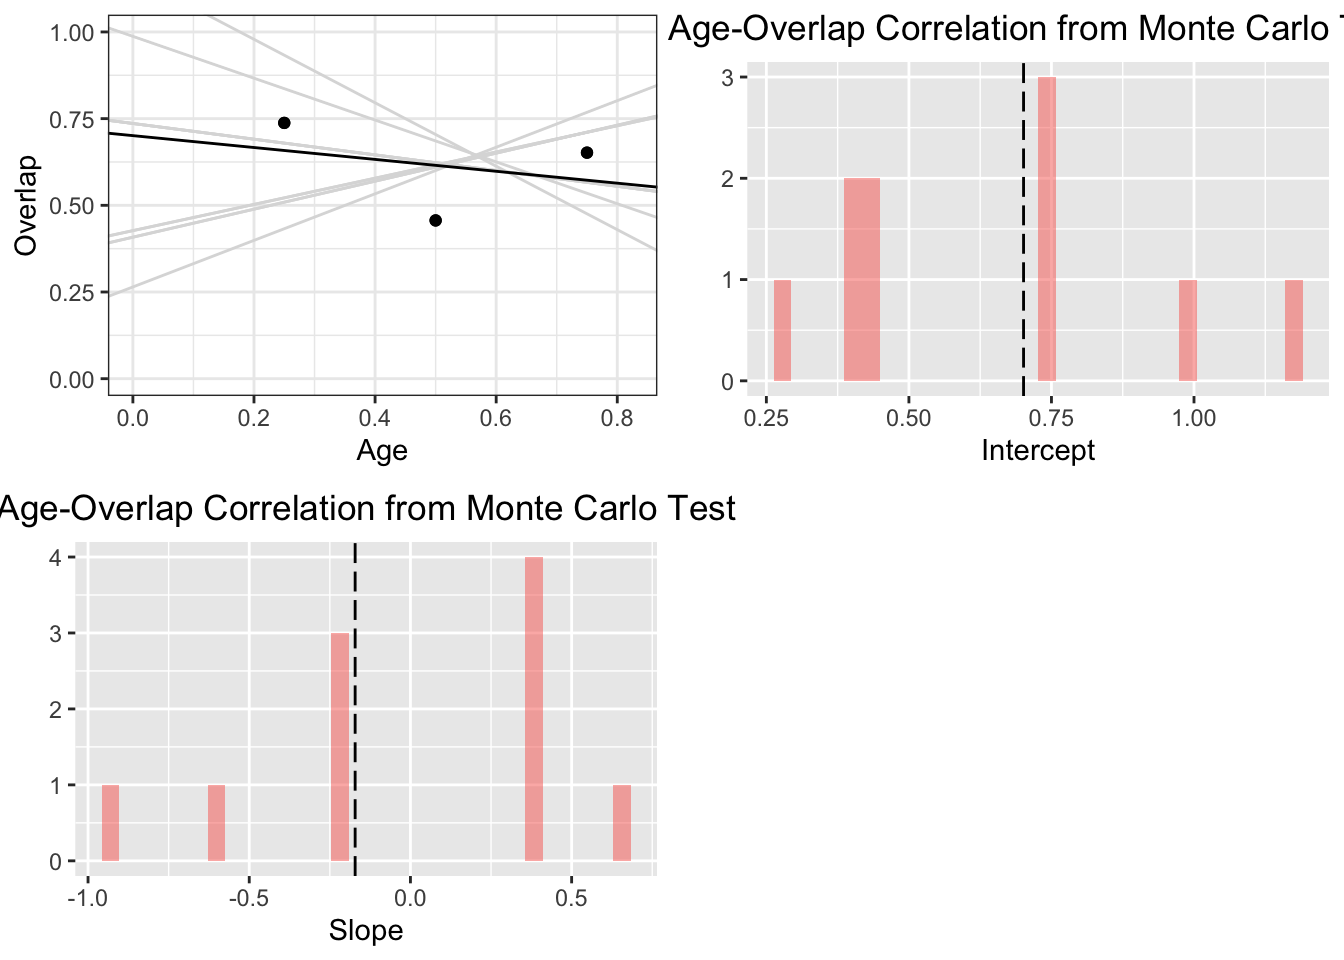 Age-Overlap Correlation from Monte Carlo T
1.00
0.75
0.50
0.25
0.00
Overlap
0.0 0.2 0.4 0.6 0.8
Age
3
2
1
0
0.25 0.50 0.75 1.00
Intercept
Age-Overlap Correlation from Monte Carlo Test
4
3
2
1
0
-1.0 -0.5 0.0 0.5
Slope